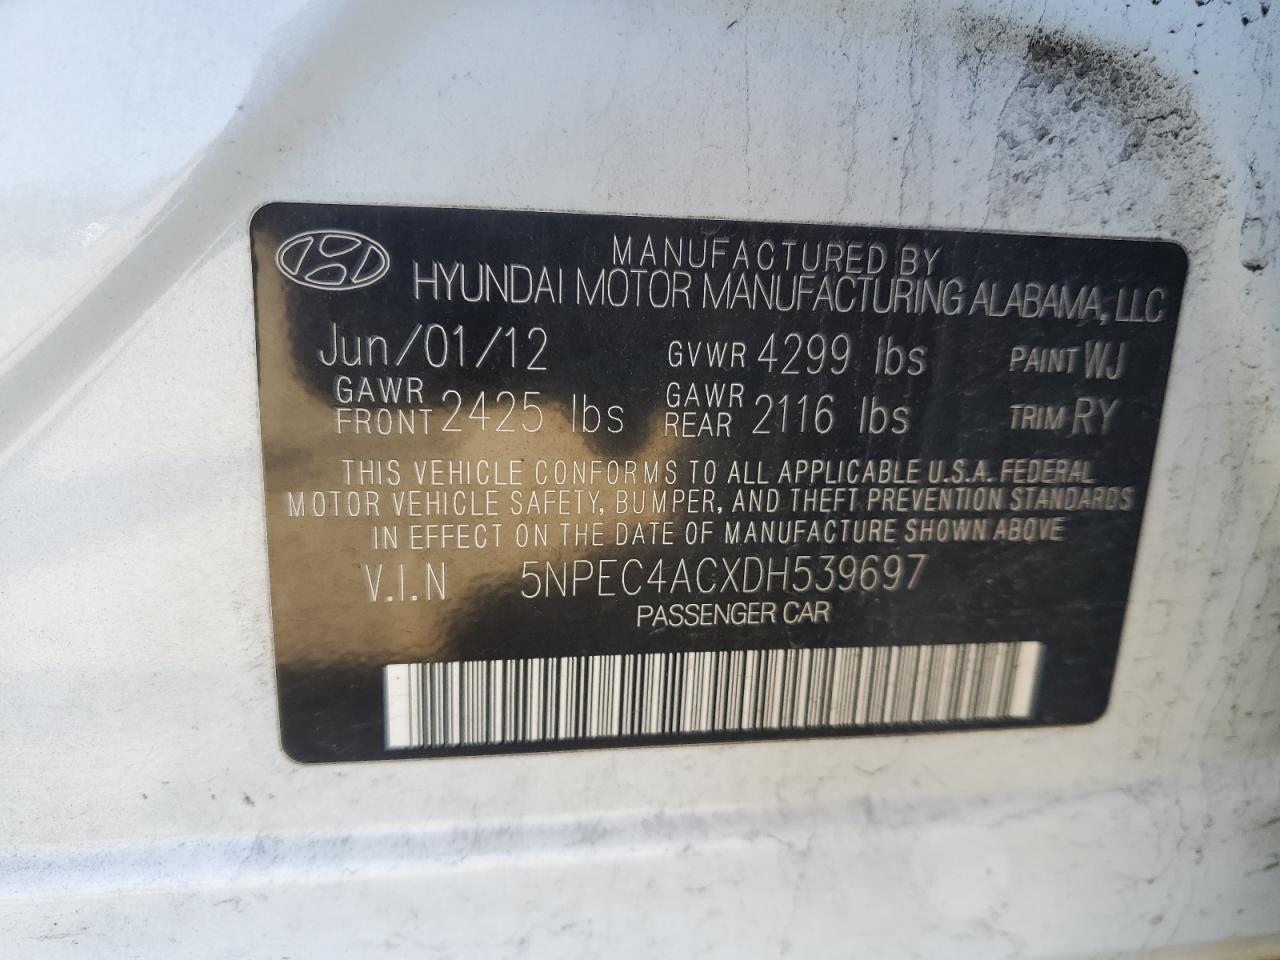 MANUFACTURED BY
HYUNDAI MOTOR MANUFACTURING ALABAMA, LLC
Jun/01/12 GVWR 4299 lbs PAINT WJ
GAWR FRONT 2425 lbs GAWR REAR 2116 lbs TRIM RY
THIS VEHICLE CONFORMS TO ALL APPLICABLE U.S.A. FEDERAL
MOTOR VEHICLE SAFETY, BUMPER, AND THEFT PREVENTION STANDARDS
IN EFFECT ON THE DATE OF MANUFACTURE SHOWN ABOVE
V.I.N 5NPEC4ACXDH539697
PASSENGER CAR